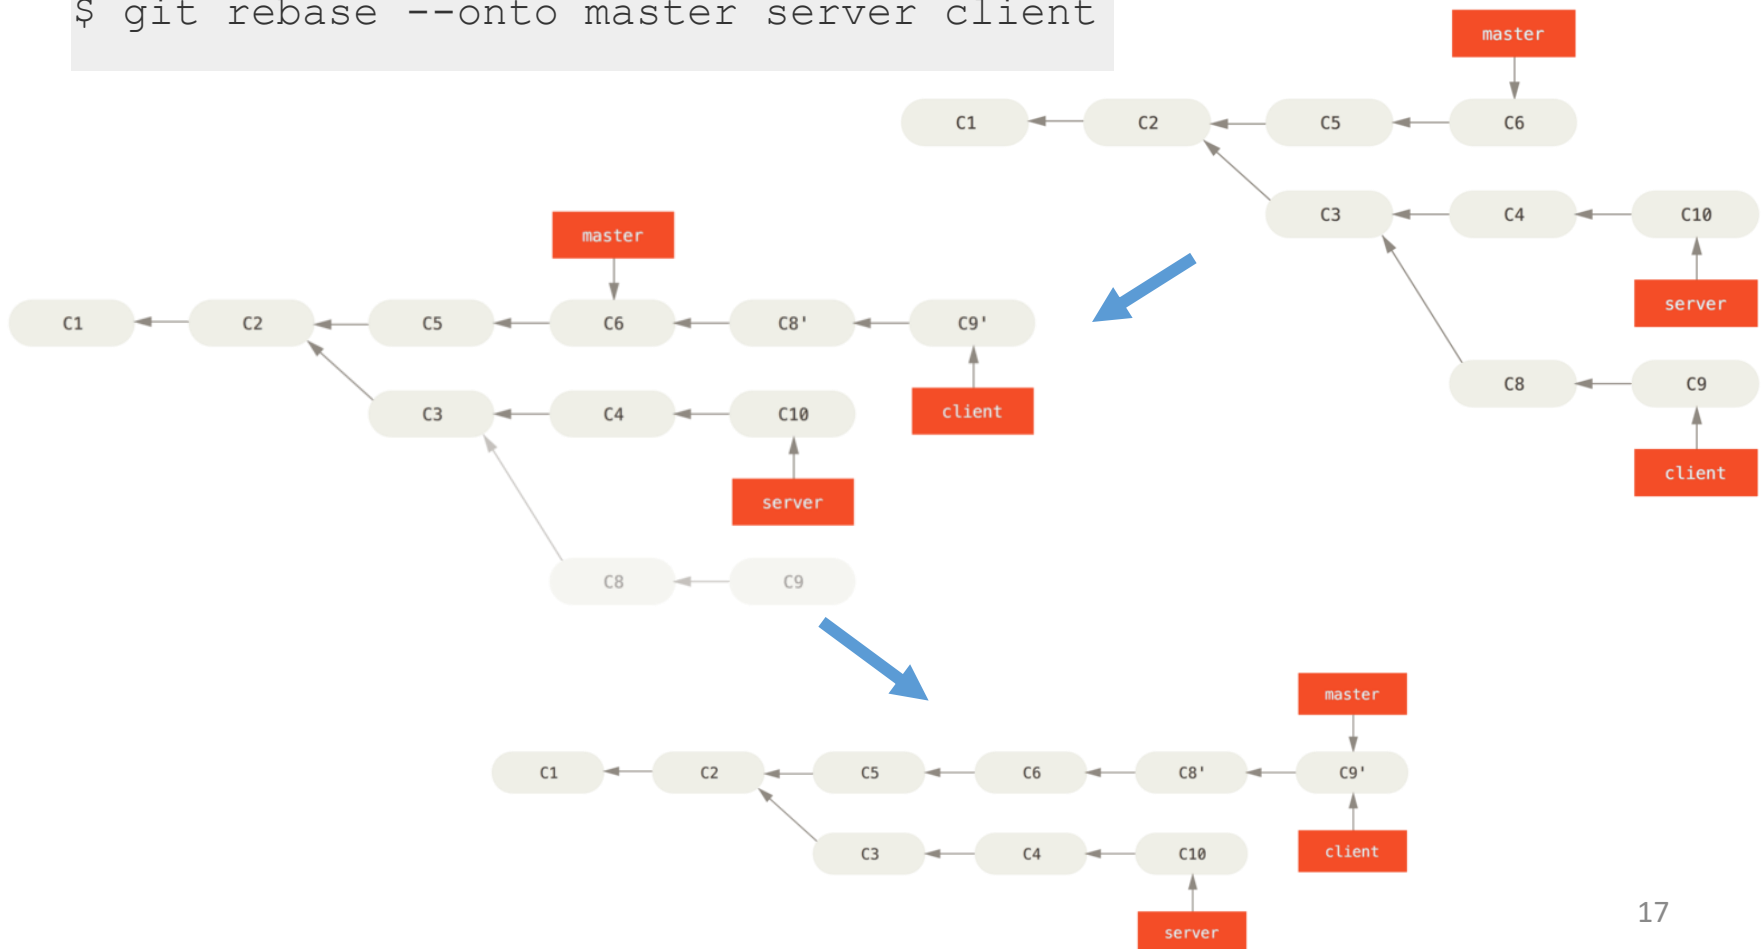 $ git rebase --onto master server client
master
C1 C2 C5 C6
C3 C4 C10
server
C8 C9
client
master
C1 C2 C5 C6 C8' C9'
client
C3 C4 C10
server
C8 C9
master
C1 C2 C5 C6 C8' C9'
client
C3 C4 C10
server
17